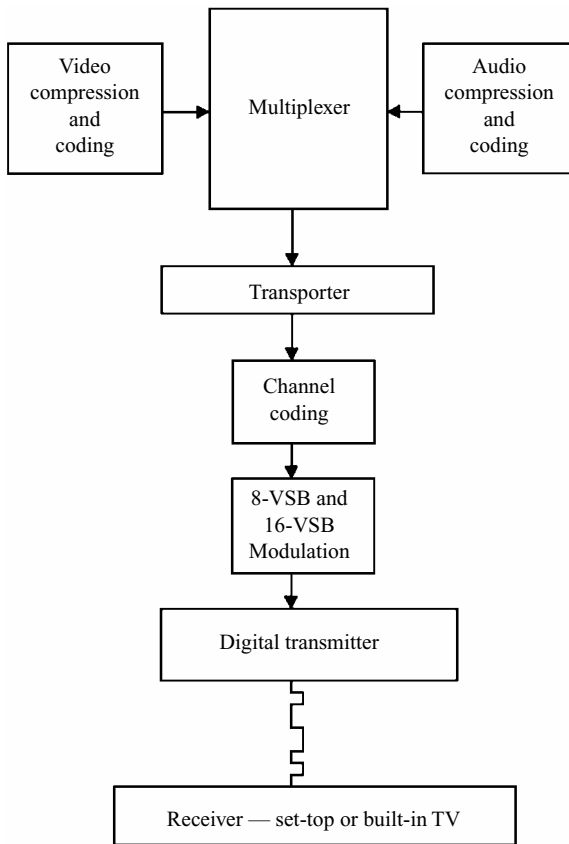 Video
compression
and
coding
Multiplexer
Audio
compression
and
coding
Transporter
Channel
coding
8-VSB and
16-VSB
Modulation
Digital transmitter
Receiver — set-top or built-in TV